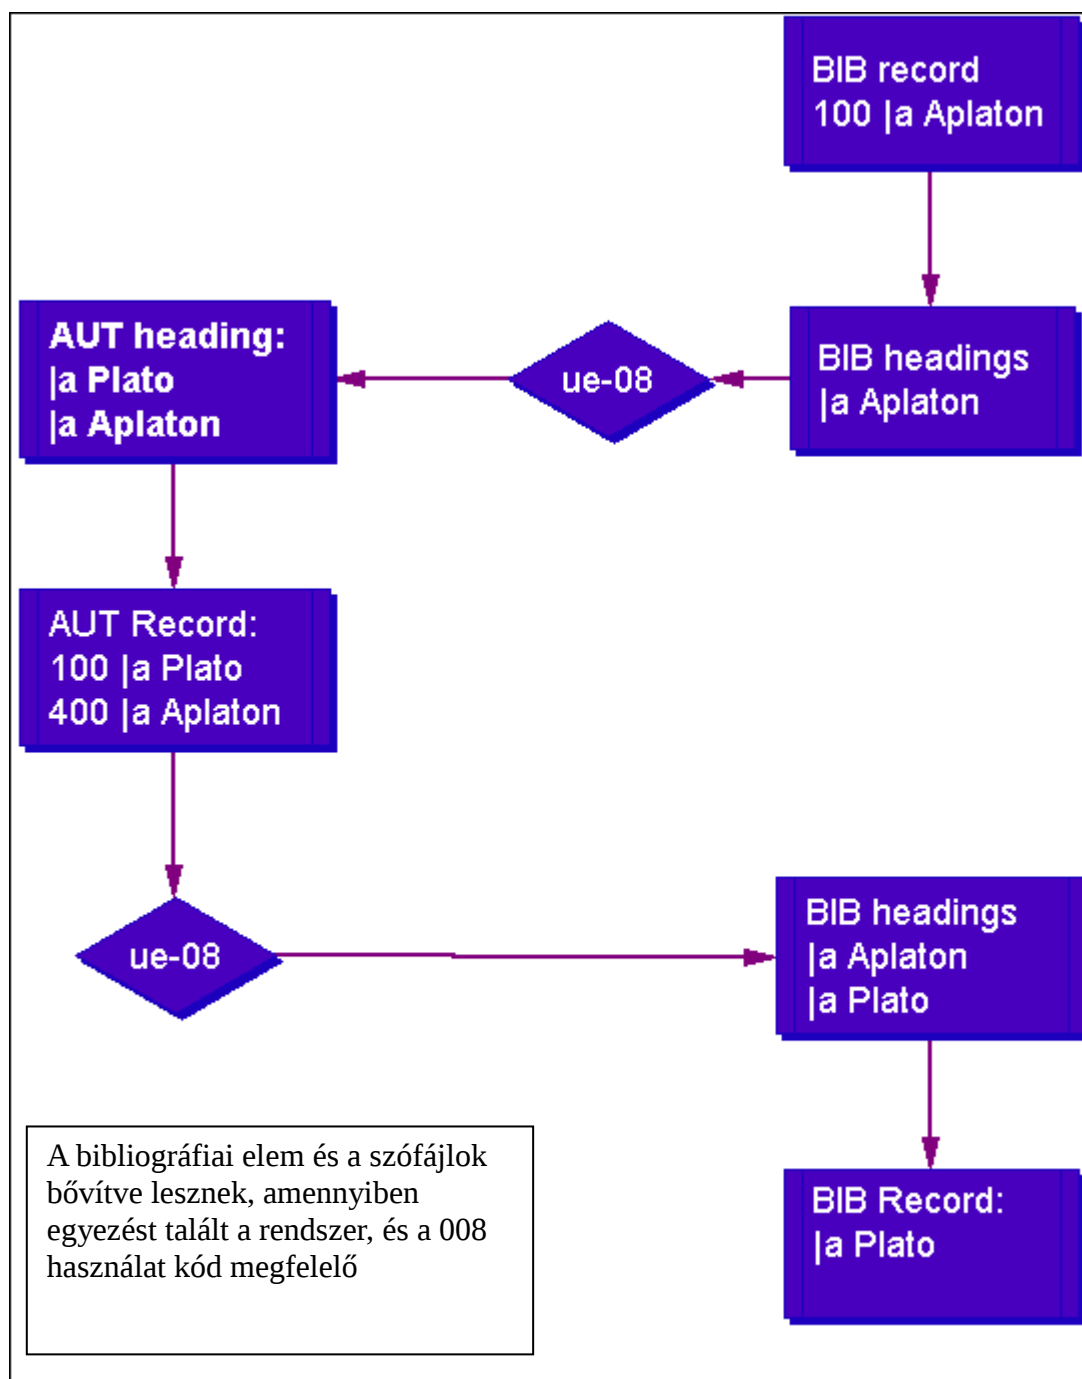 BIB record
100 |a Aplaton
BIB headings
|a Aplaton
ue-08
AUT heading:
|a Plato
|a Aplaton
AUT Record:
100 |a Plato
400 |a Aplaton
ue-08
BIB headings
|a Aplaton
|a Plato
BIB Record:
|a Plato
A bibliográfiai elem és a szófájlok
bővítve lesznek, amennyiben
egyezést talált a rendszer, és a 008
használat kód megfelelő